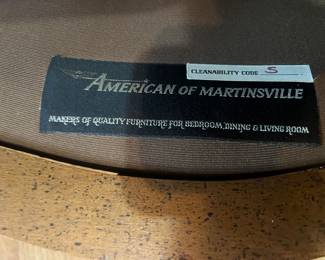 CLEANABILITY CODE S
AMERICAN OF MARTINSVILLE
MAKERS OF QUALITY FURNITURE FOR BEDROOM, DINING & LIVING ROOM